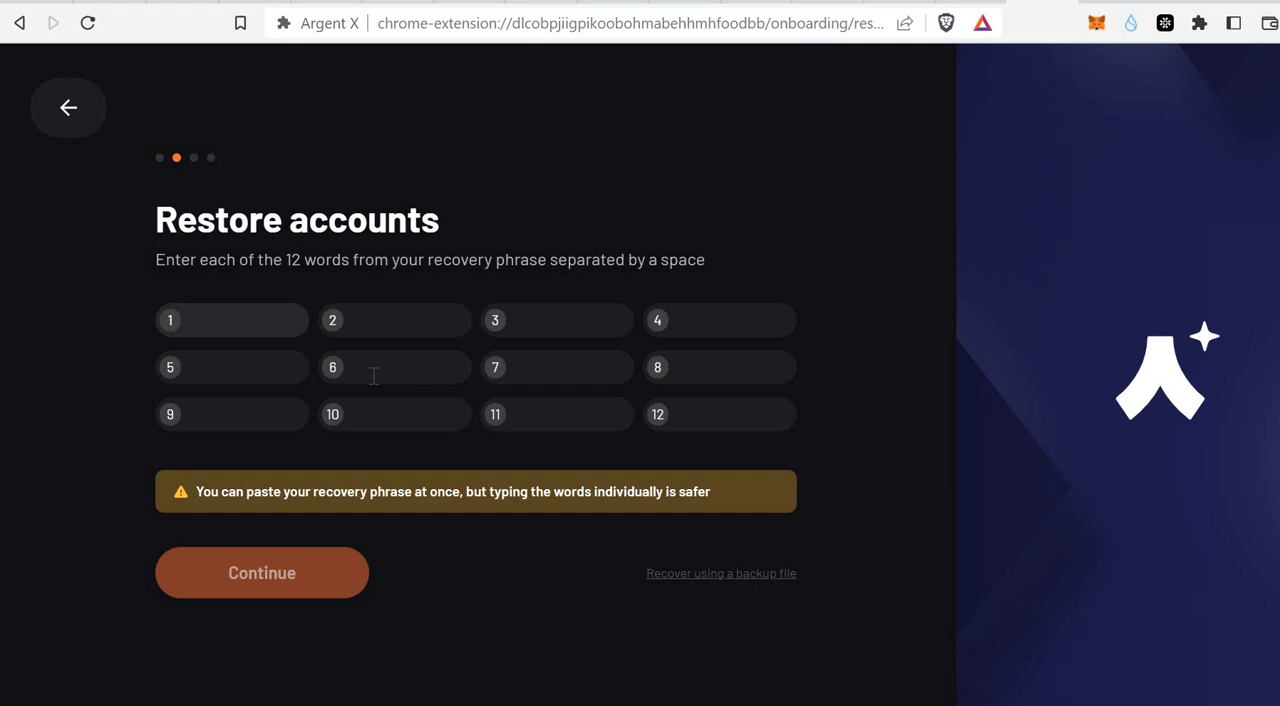 Argent X | chrome-extension://dlcobpjiigpikoobohmabehhmhfoodbb/onboarding/res...
Restore accounts
Enter each of the 12 words from your recovery phrase separated by a space
1 2 3 4
5 6 7 8
9 10 11 12
You can paste your recovery phrase at once, but typing the words individually is safer
Continue
Recover using a backup file